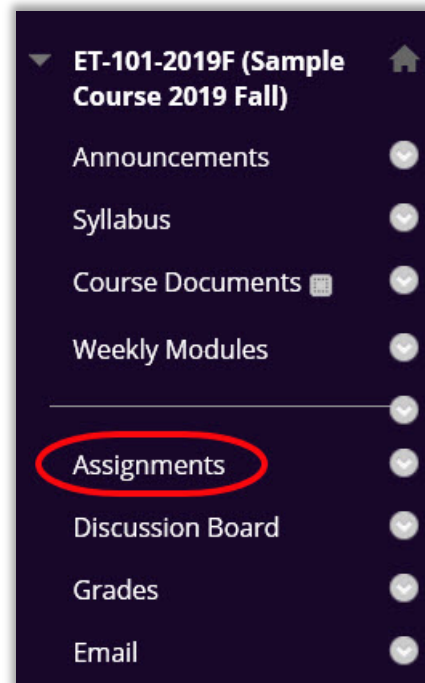 ET-101-2019F (Sample
Course 2019 Fall)
Announcements
Syllabus
Course Documents
Weekly Modules
Assignments
Discussion Board
Grades
Email